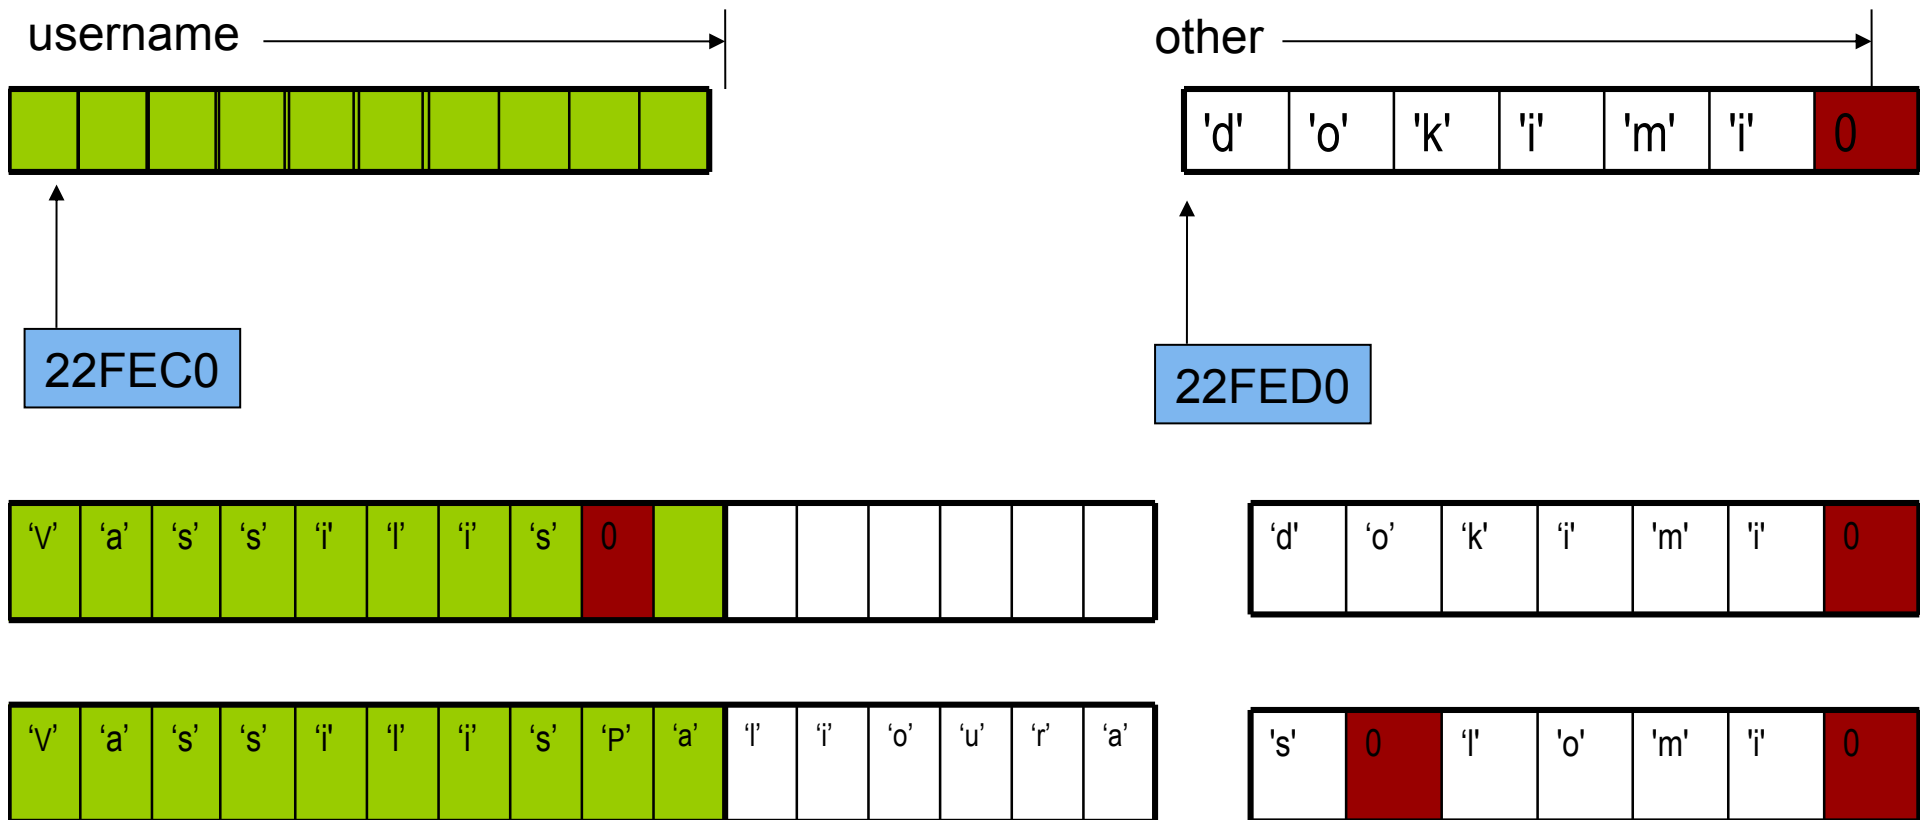 username other
'd' 'o' 'k' 'i' 'm' 'i' 0
22FEC0
22FED0
‘V’ ‘a’ ‘s’ ‘s’ ‘i' ‘l’ ‘i’ ‘s’ 0 ‘d' ‘o’ ‘k' ‘i’ 'm' 'i' 0
‘V’ ‘a’ ‘s’ ‘s’ ‘i' ‘l’ ‘i’ ‘s’ ‘P’ ‘a’ ‘l’ ‘i’ ‘o’ ‘u’ ‘r’ ‘a’ 's' 0 ‘l' 'o' 'm' 'i' 0